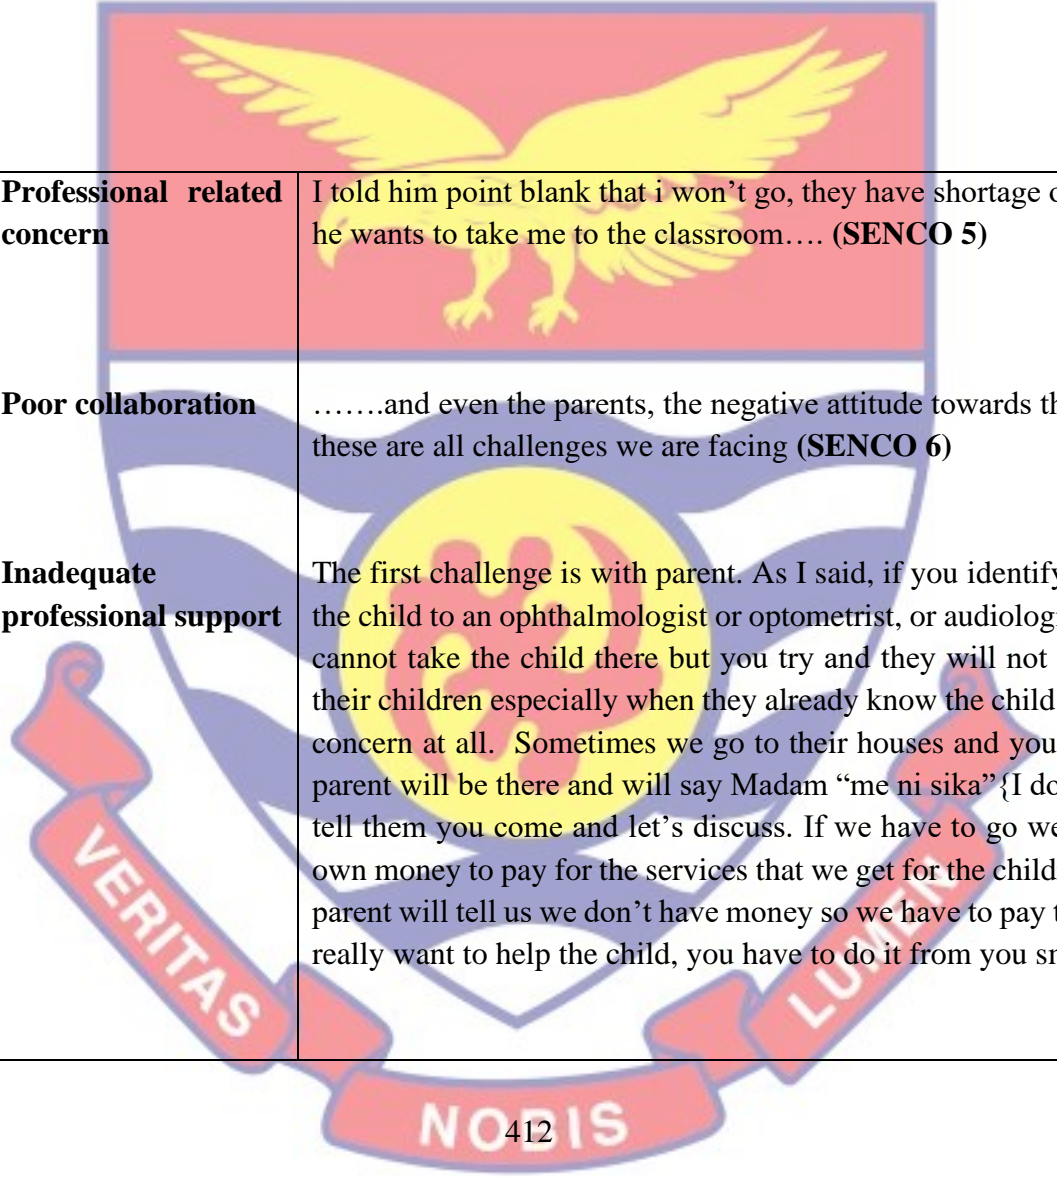 Professional related concern
I told him point blank that i won’t go, they have shortage
he wants to take me to the classroom…. (SENCO 5)
Poor collaboration
…….and even the parents, the negative attitude towards
these are all challenges we are facing (SENCO 6)
Inadequate professional support
The first challenge is with parent. As I said, if you identify
the child to an ophthalmologist or optometrist, or
cannot take the child there but you try and they will not
their children especially when they already know the child
concern at all. Sometimes we go to their houses and you
parent will be there and will say Madam “me ni sika”{I
tell them you come and let’s discuss. If we have to go
own money to pay for the services that we get for the child
parent will tell us we don’t have money so we have to pay
really want to help the child, you have to do it from you
VERITAS
NOBIS
LUMEN
412